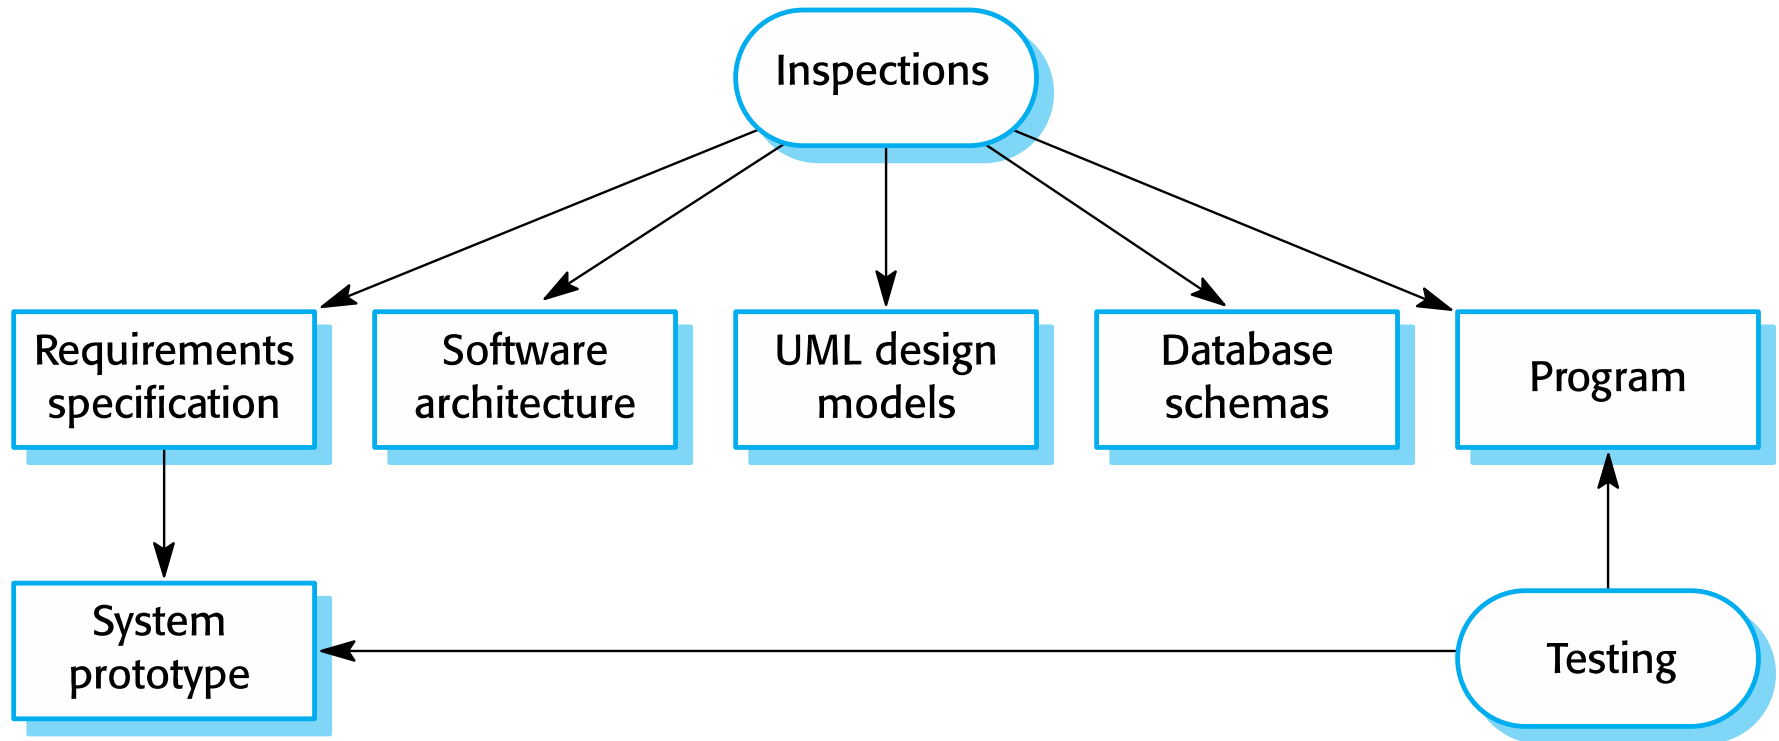 Inspections
Requirements
specification
Software
architecture
UML design
models
Database
schemas
Program
System
prototype
Testing